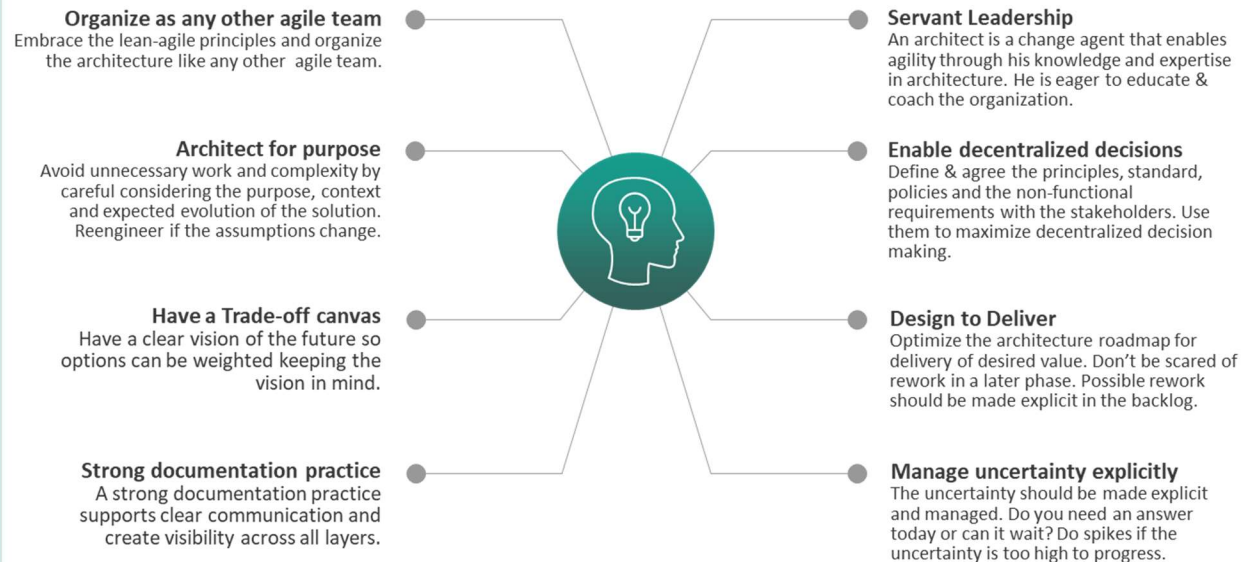 Organize as any other agile team
Embrace the lean-agile principles and organize
the architecture like any other agile team.
Architect for purpose
Avoid unnecessary work and complexity by
careful considering the purpose, context
and expected evolution of the solution.
Reengineer if the assumptions change.
Have a Trade-off canvas
Have a clear vision of the future so
options can be weighted keeping the
vision in mind.
Strong documentation practice
A strong documentation practice
supports clear communication and
create visibility across all layers.
Servant Leadership
An architect is a change agent that enables
agility through his knowledge and expertise
in architecture. He is eager to educate &
coach the organization.
Enable decentralized decisions
Define & agree the principles, standard,
policies and the non-functional
requirements with the stakeholders. Use
them to maximize decentralized decision
making.
Design to Deliver
Optimize the architecture roadmap for
delivery of desired value. Don’t be scared of
rework in a later phase. Possible rework
should be made explicit in the backlog.
Manage uncertainty explicitly
The uncertainty should be made explicit
and managed. Do you need an answer
today or can it wait? Do spikes if the
uncertainty is too high to progress.